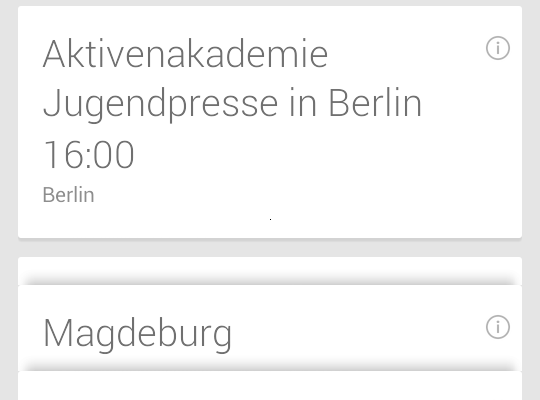 Aktivenakademie
Jugendpresse in Berlin
16:00
Berlin
Magdeburg